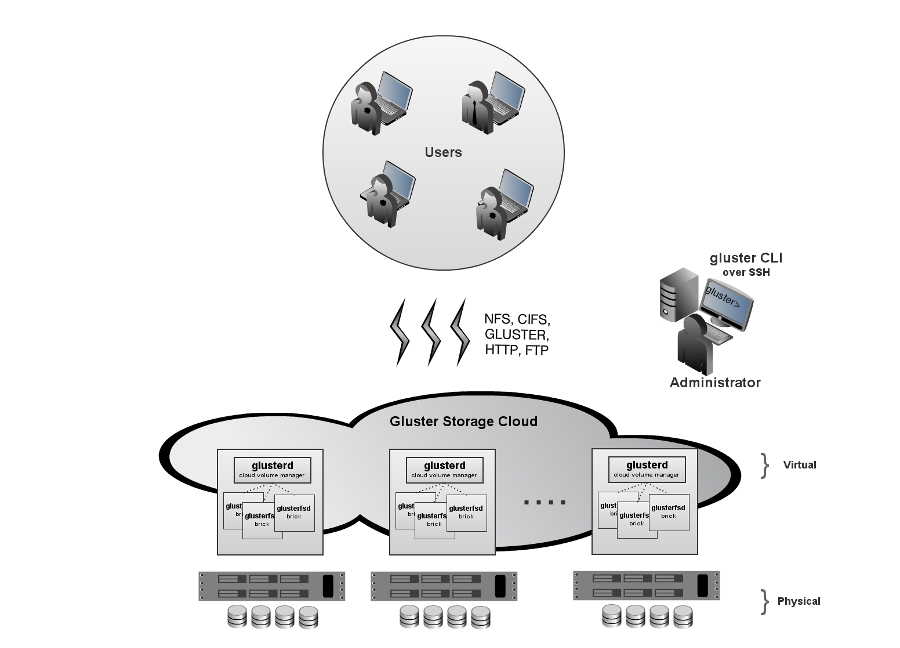 Users
gluster CLI
over SSH
gluster>
NFS, CIFS,
GLUSTER,
HTTP, FTP
Administrator
Gluster Storage Cloud
glusterd
cloud volume manager
glusterfsd
brick
glusterd
cloud volume manager
glusterfsd
brick
glusterd
cloud volume manager
glusterfsd
brick
Virtual
Physical